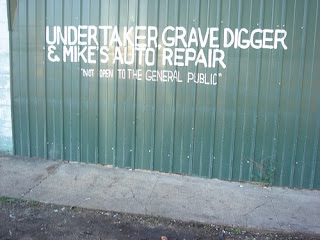 UNDERTAKER, GRAVE DIGGER
& MIKE'S AUTO REPAIR
"NOT OPEN TO THE GENERAL PUBLIC"